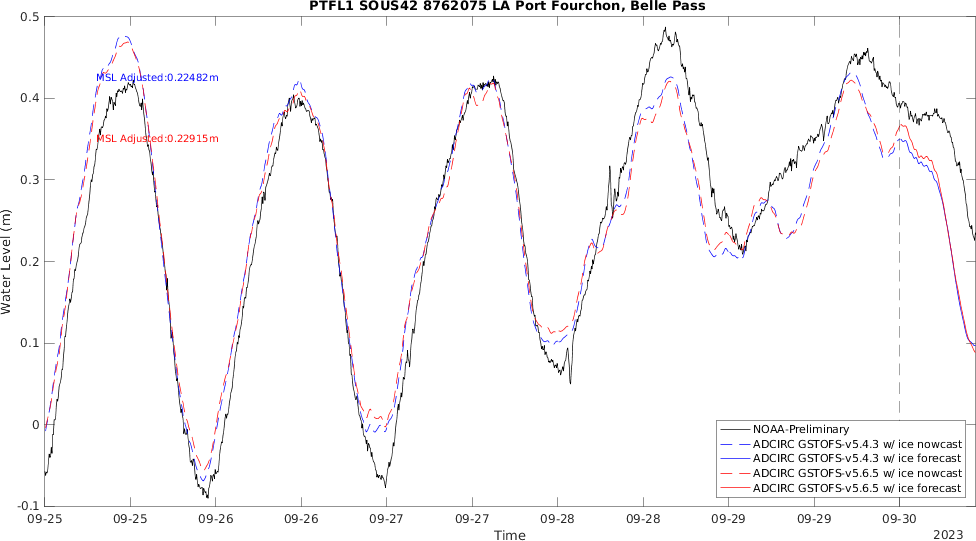 PTFL1 SOUS42 8762075 LA Port Fourchon, Belle Pass
0.5
0.4
0.3
0.2
0.1
0
-0.1
Water Level (m)
MSL Adjusted:0.22482m
MSL Adjusted:0.22915m
NOAA-Preliminary
ADCIRC GSTOFS-v5.4.3 w/ ice nowcast
ADCIRC GSTOFS-v5.4.3 w/ ice forecast
ADCIRC GSTOFS-v5.6.5 w/ ice nowcast
ADCIRC GSTOFS-v5.6.5 w/ ice forecast
09-25 09-25 09-26 09-26 09-27 09-27 09-28 09-28 09-29 09-29 09-30
Time
2023